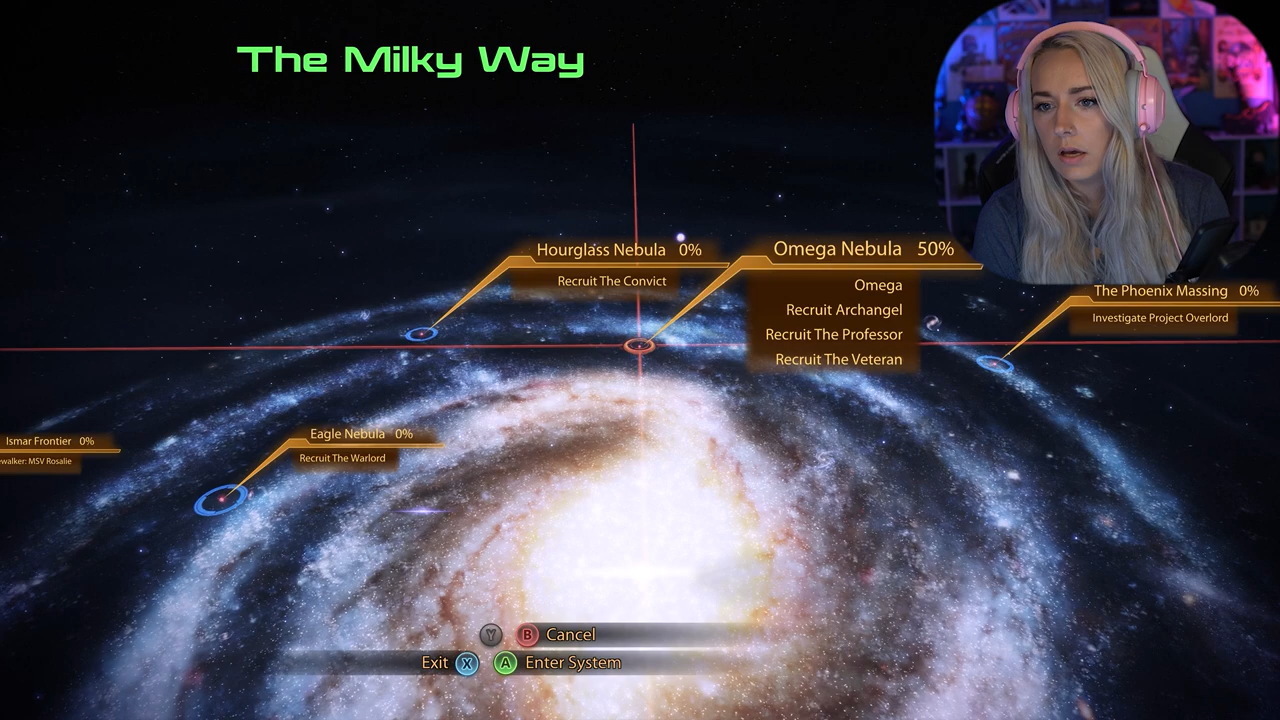 The Milky Way
Hourglass Nebula 0%
Recruit The Convict
Omega Nebula 50%
Omega
Recruit Archangel
Recruit The Professor
Recruit The Veteran
The Phoenix Massing 0%
Investigate Project Overlord
Ismar Frontier 0%
ewalker: MSV Rosalie
Eagle Nebula 0%
Recruit The Warlord
Y B Cancel
Exit X A Enter System